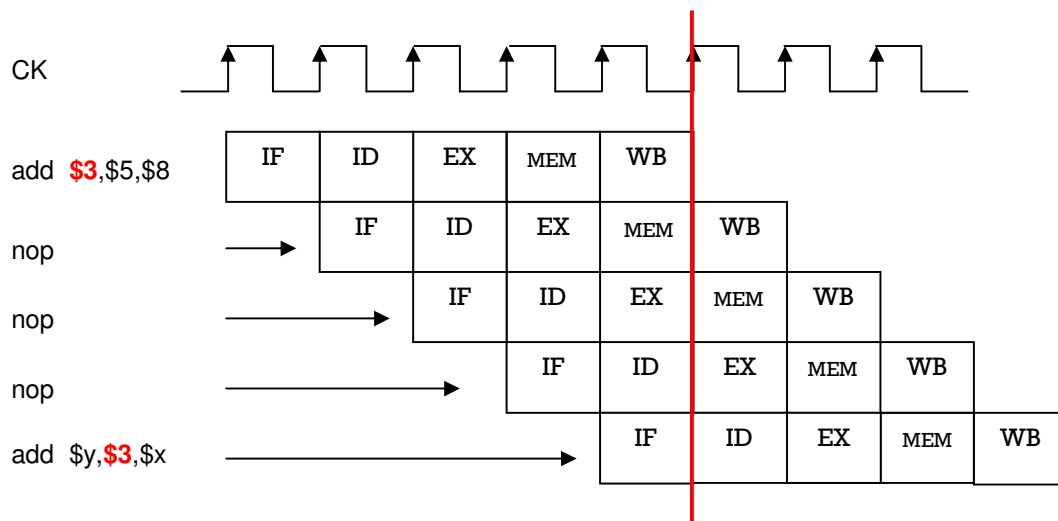 CK
add $3,$5,$8 IF ID EX MEM WB
nop IF ID EX MEM WB
nop IF ID EX MEM WB
nop IF ID EX MEM WB
add $y,$3,$x IF ID EX MEM WB